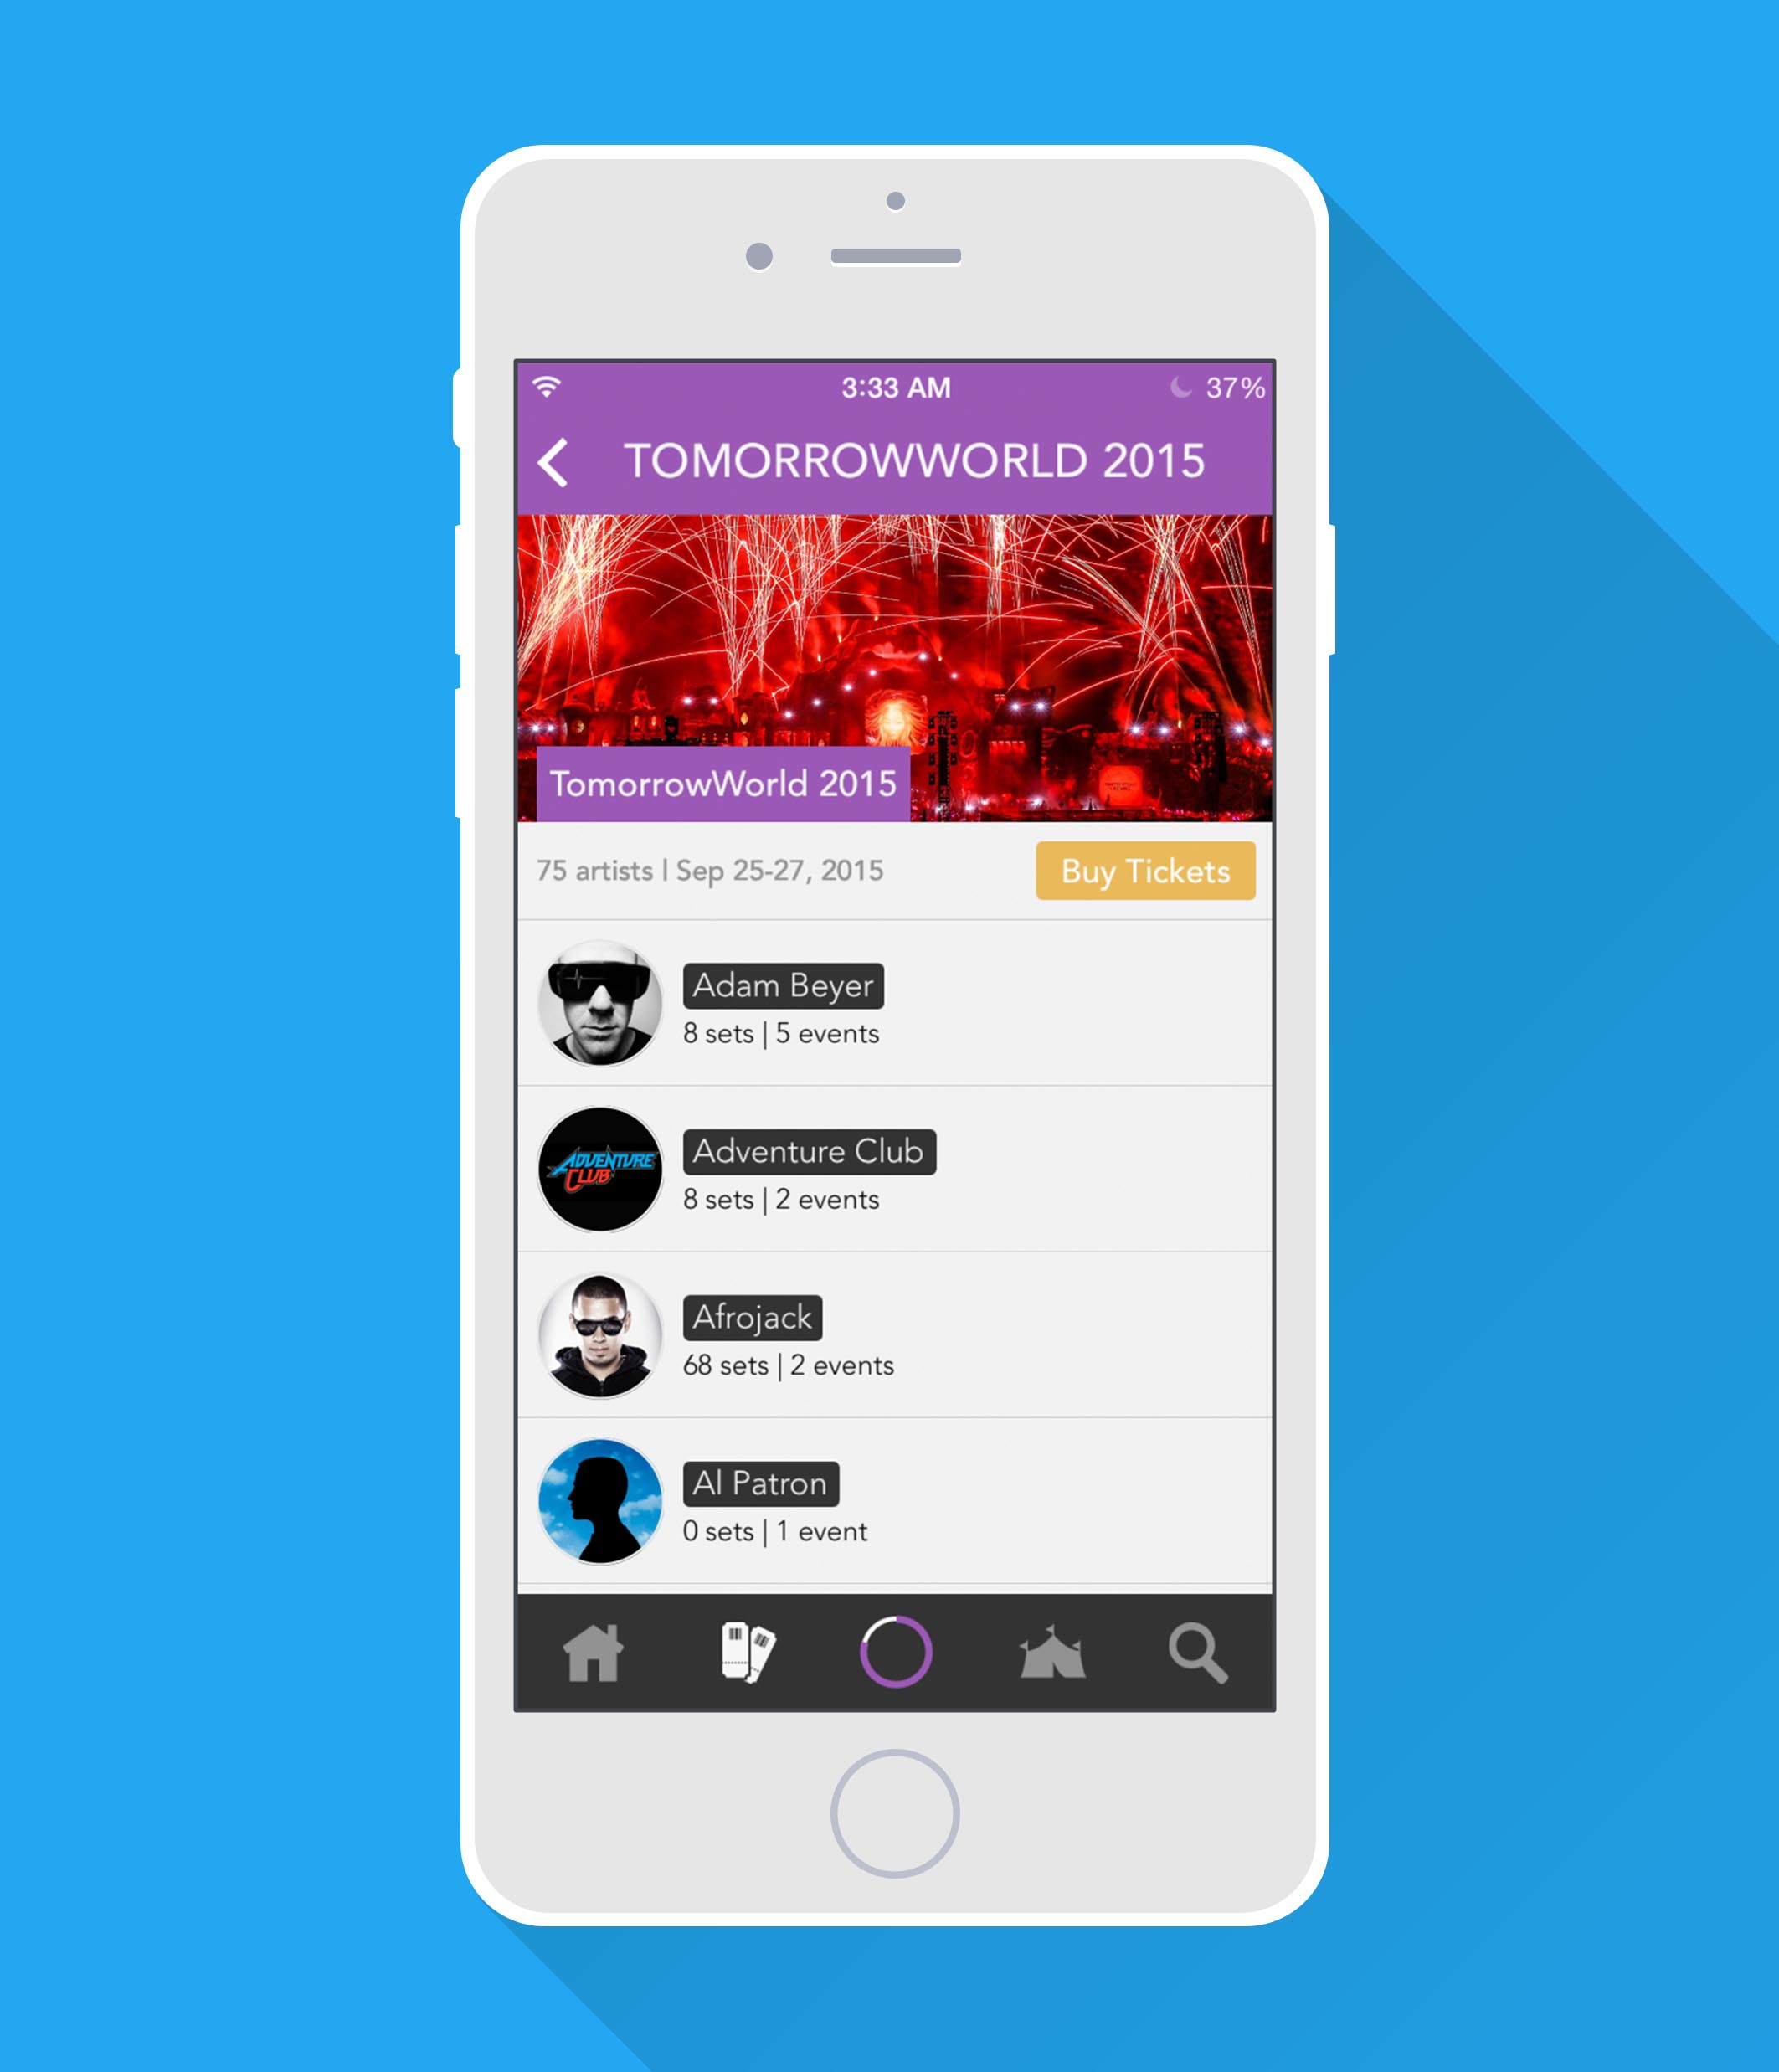 3:33 AM
37%
TOMORROWWORLD 2015
TomorrowWorld 2015
75 artists | Sep 25-27, 2015
Buy Tickets
Adam Beyer
8 sets | 5 events
ADVENTURE
CLUB
Adventure Club
8 sets | 2 events
Afrojack
68 sets | 2 events
Al Patron
0 sets | 1 event